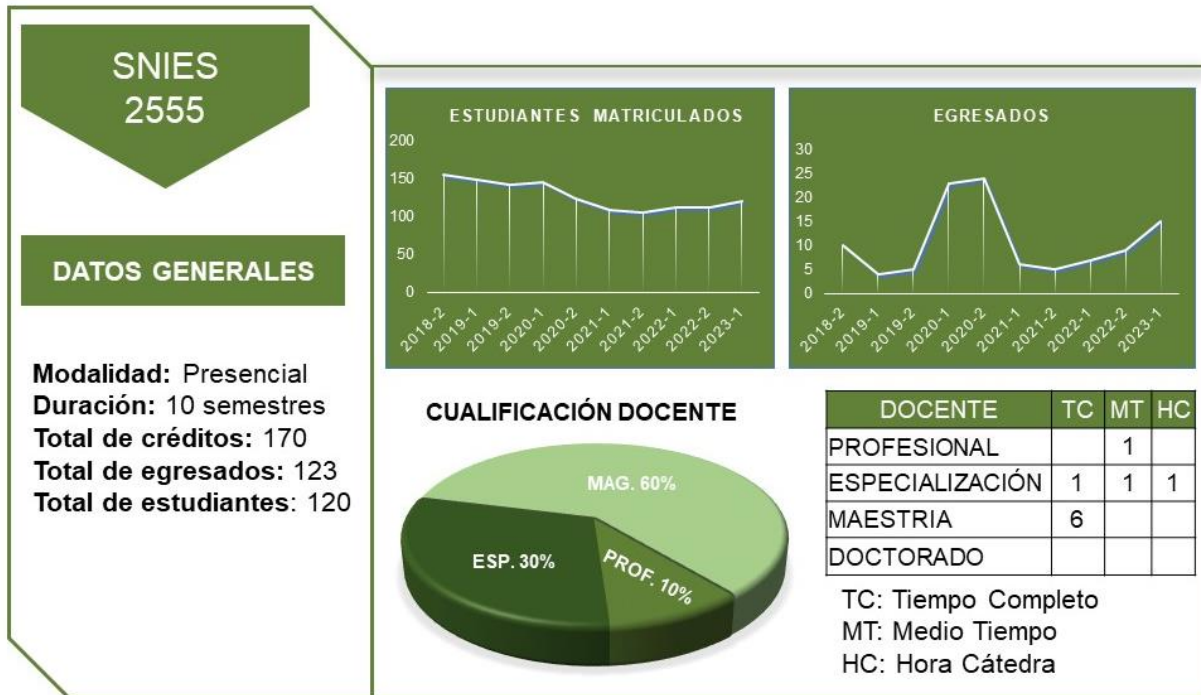 SNIES
2555
DATOS GENERALES
Modalidad: Presencial
Duración: 10 semestres
Total de créditos: 170
Total de egresados: 123
Total de estudiantes: 120
ESTUDIANTES MATRICULADOS
200
150
100
50
0
2018-2 2019-1 2019-2 2020-1 2020-2 2021-1 2021-2 2022-1 2022-2 2023-1
EGRESADOS
30
25
20
15
10
5
0
2018-2 2019-1 2019-2 2020-1 2020-2 2021-1 2021-2 2022-1 2022-2 2023-1
CUALIFICACIÓN DOCENTE
MAG. 60%
ESP. 30%
PROF. 10%
DOCENTE TC MT HC
PROFESIONAL 1
ESPECIALIZACIÓN 1 1 1
MAESTRIA 6
DOCTORADO
TC: Tiempo Completo
MT: Medio Tiempo
HC: Hora Cátedra